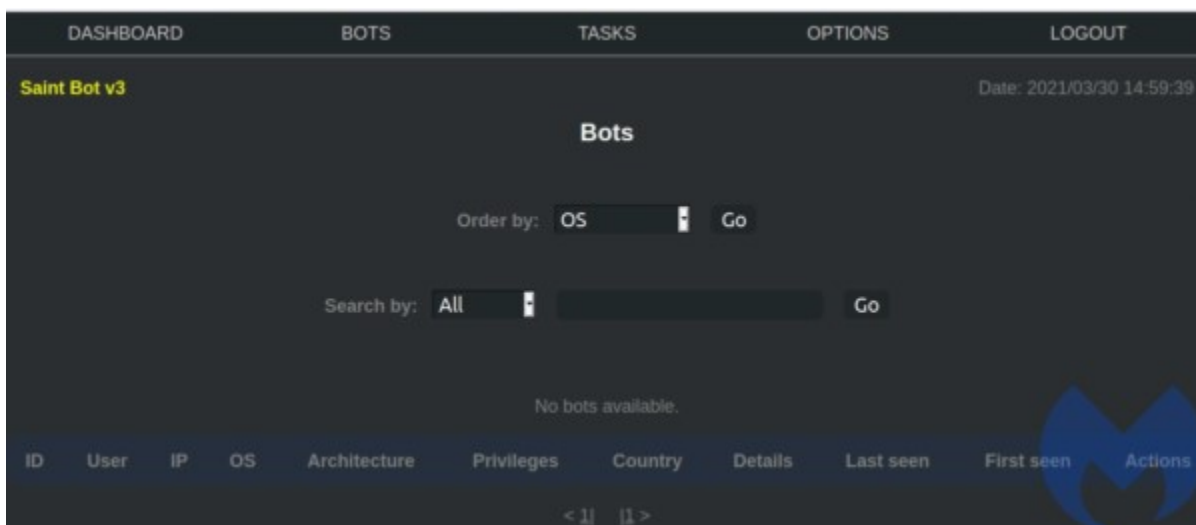 DASHBOARD BOTS TASKS OPTIONS LOGOUT
Saint Bot v3 Date: 2021/03/30 14:59:39
Bots
Order by: OS Go
Search by: All Go
No bots available.
ID User IP OS Architecture Privileges Country Details Last seen First seen Actions
< 1| |1 >